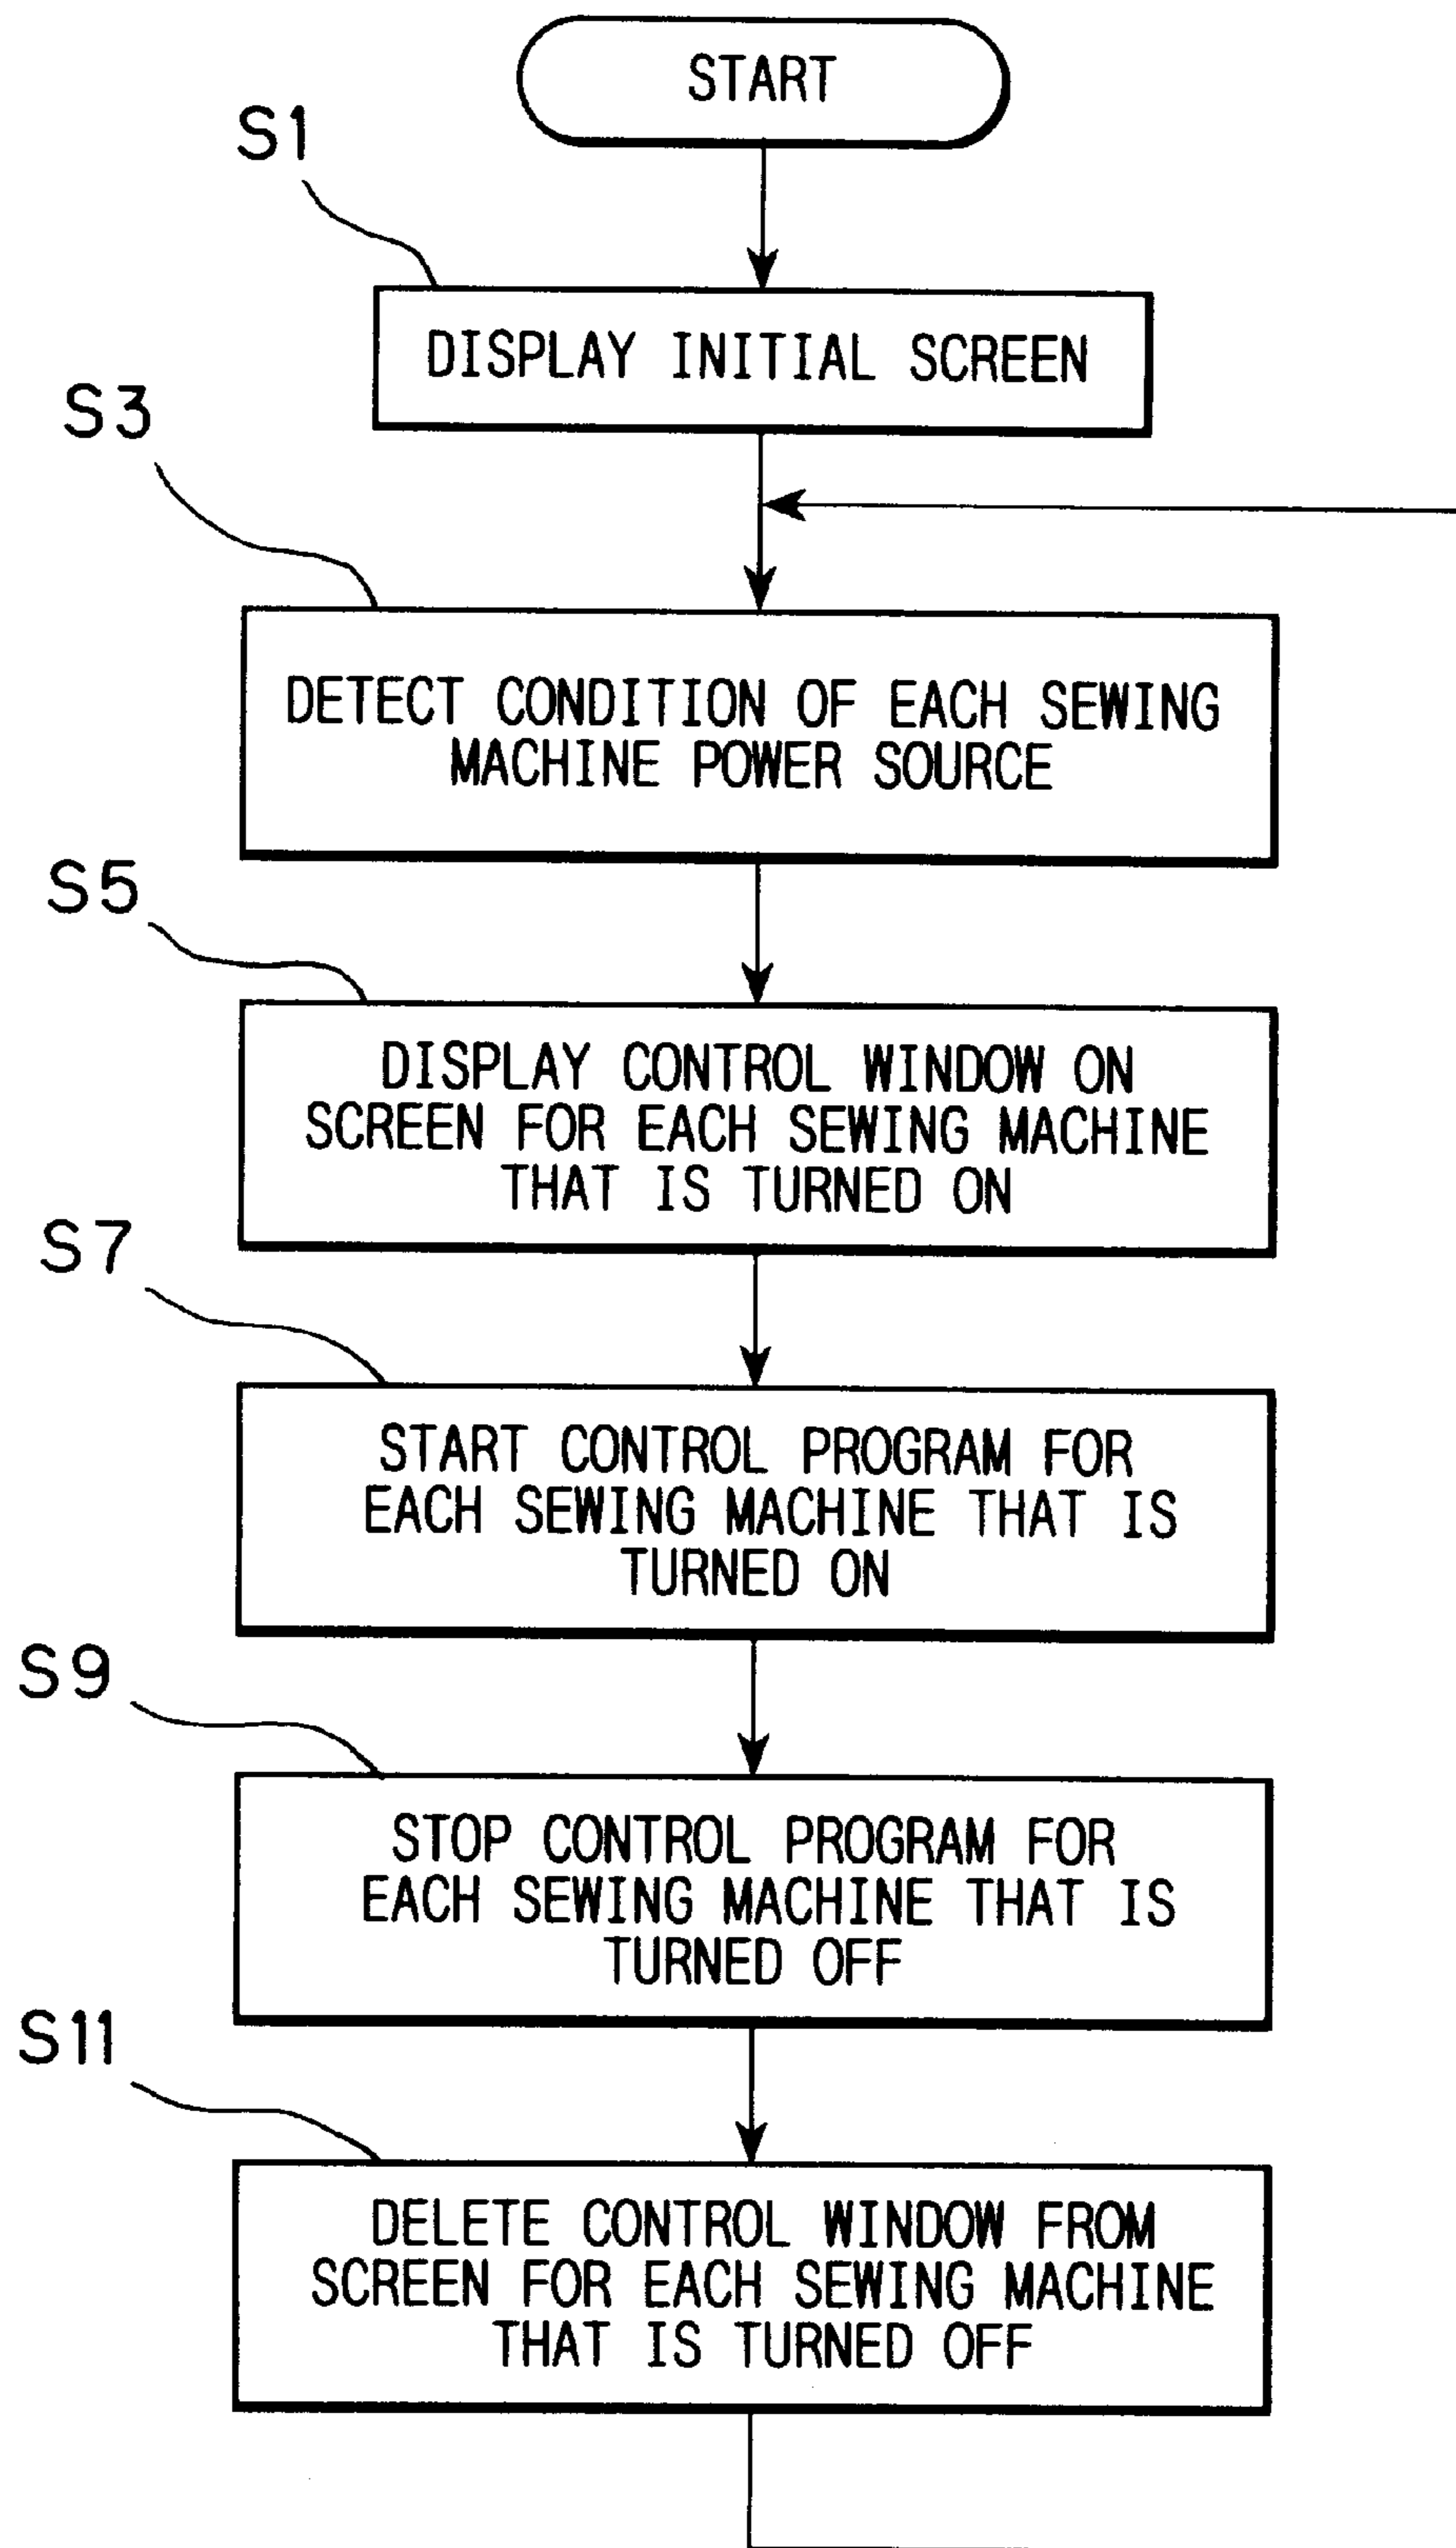 START
S1
DISPLAY INITIAL SCREEN
S3
DETECT CONDITION OF EACH SEWING
MACHINE POWER SOURCE
S5
DISPLAY CONTROL WINDOW ON
SCREEN FOR EACH SEWING MACHINE
THAT IS TURNED ON
S7
START CONTROL PROGRAM FOR
EACH SEWING MACHINE THAT IS
TURNED ON
S9
STOP CONTROL PROGRAM FOR
EACH SEWING MACHINE THAT IS
TURNED OFF
S11
DELETE CONTROL WINDOW FROM
SCREEN FOR EACH SEWING MACHINE
THAT IS TURNED OFF